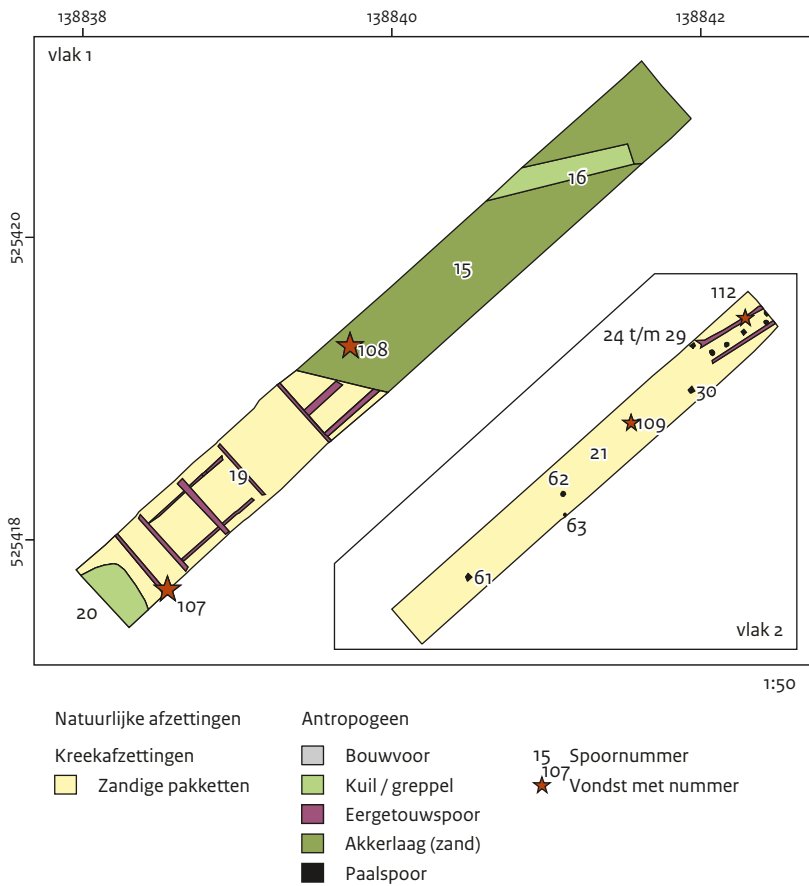 138838 138840 138842
vlak 1
16
525420
15
112
24 t/m 29
108
30
109
21
19
62
63
525418
61
20
107
vlak 2
1:50
Natuurlijke afzettingen
Kreekafzettingen
Zandige pakketten
Antropogeen
Bouwvoor
Kuil / greppel
Eergetouwspoor
Akkerlaag (zand)
Paalspoor
15 Spoornummer
107 Vondst met nummer